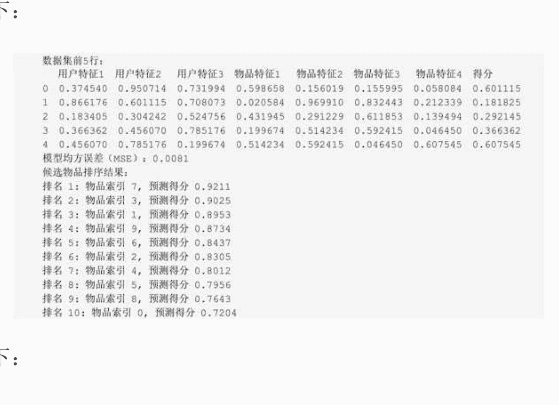 下：
数据集前5行：
用户特征1 用户特征2 用户特征3 物品特征1 物品特征2 物品特征3 物品特征4 得分
0 0.374540 0.950714 0.731994 0.598658 0.156019 0.155995 0.058084 0.601115
1 0.866176 0.601115 0.708073 0.020584 0.969910 0.832443 0.212339 0.181825
2 0.183405 0.304242 0.524756 0.431945 0.291229 0.611853 0.139494 0.292145
3 0.366362 0.456070 0.785176 0.199674 0.514234 0.592415 0.046450 0.366362
4 0.456070 0.785176 0.199674 0.514234 0.592415 0.046450 0.607545 0.607545
模型均方误差（MSE）：0.0081
候选物品排序结果：
排名 1：物品索引 7, 预测得分 0.9211
排名 2：物品索引 3, 预测得分 0.9025
排名 3：物品索引 1, 预测得分 0.8953
排名 4：物品索引 9, 预测得分 0.8734
排名 5：物品索引 6, 预测得分 0.8437
排名 6：物品索引 2, 预测得分 0.8305
排名 7：物品索引 4, 预测得分 0.8012
排名 8：物品索引 5, 预测得分 0.7956
排名 9：物品索引 8, 预测得分 0.7643
排名 10：物品索引 0, 预测得分 0.7204
下：